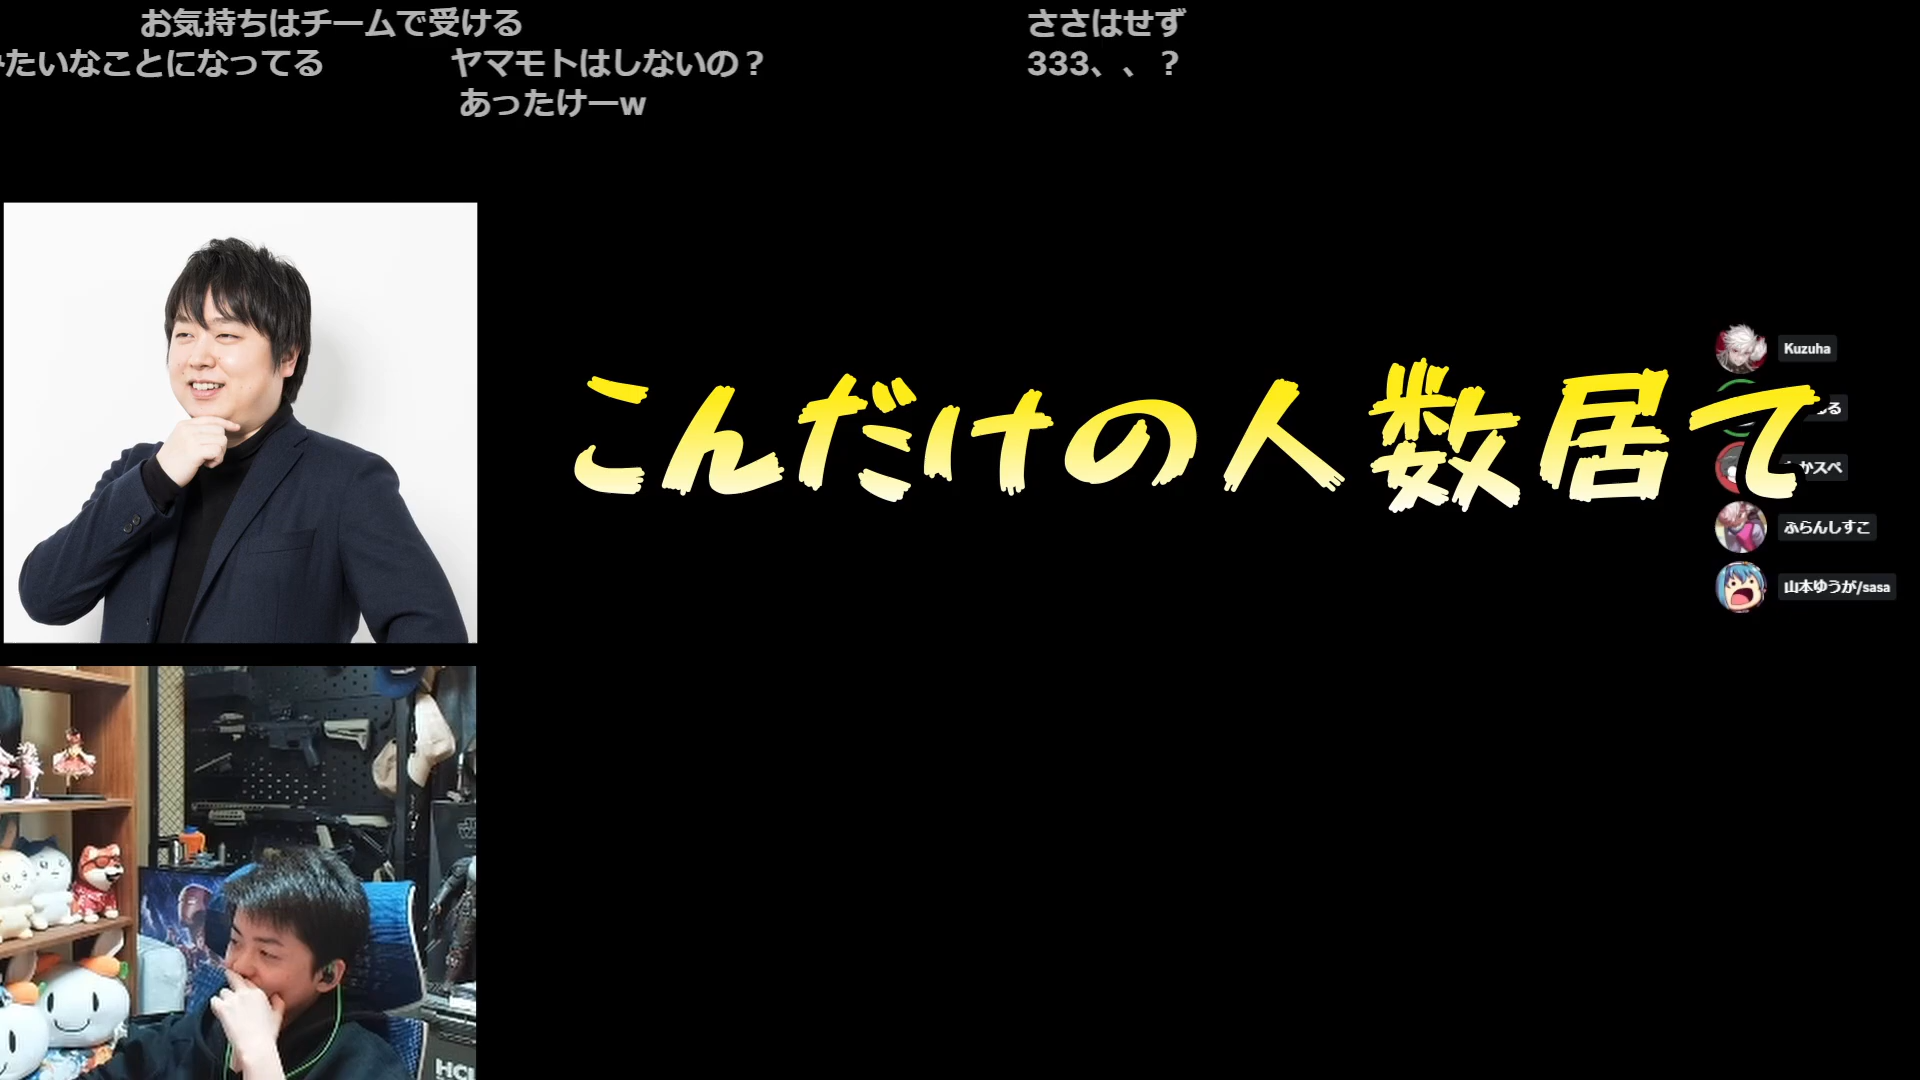 お気持ちはチームで受ける
ささはせず
たいなことになってる
ヤマモトはしないの？
333、、？
あったけーw
Kuzuha
こんだけの人数居て
る
かスペ
ふらんしすこ
山本ゆうが/sasa
HC